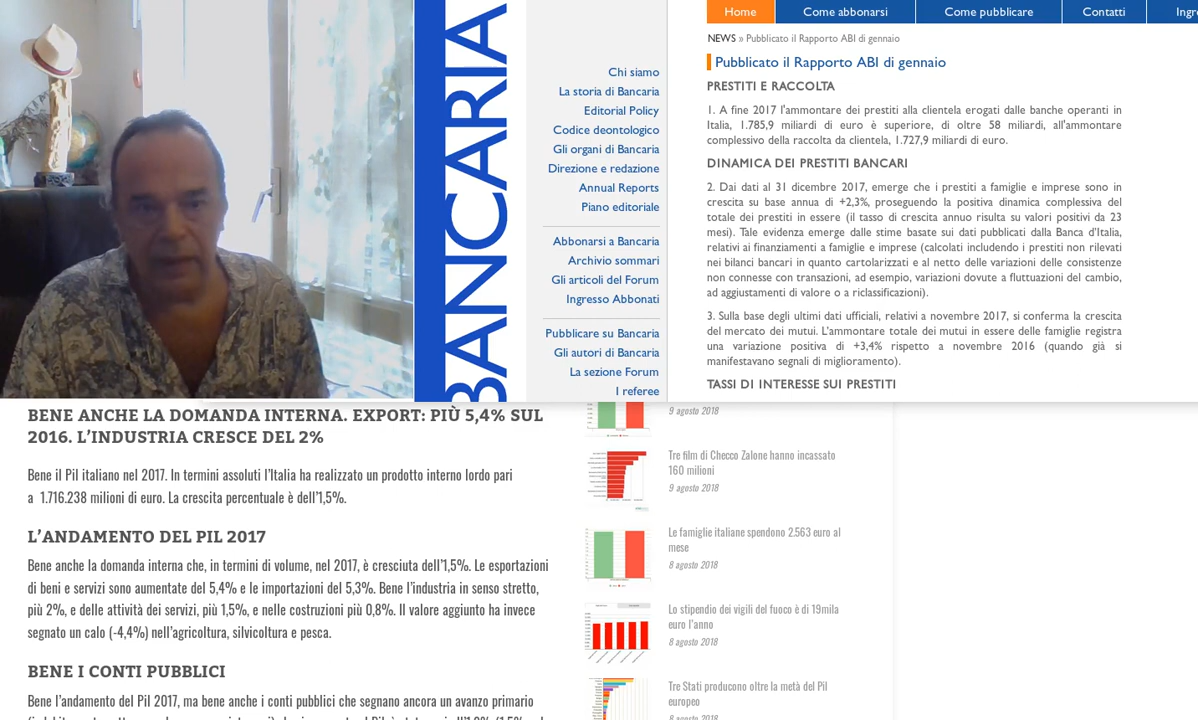 BANCARIA
Chi siamo
La storia di Bancaria
Editorial Policy
Codice deontologico
Gli organi di Bancaria
Direzione e redazione
Annual Reports
Piano editoriale
Abbonarsi a Bancaria
Archivio sommari
Gli articoli del Forum
Ingresso Abbonati
Pubblicare su Bancaria
Gli autori di Bancaria
La sezione Forum
I referee
Home Come abbonarsi Come pubblicare Contatti
NEWS » Pubblicato il Rapporto ABI di gennaio
Pubblicato il Rapporto ABI di gennaio
PRESTITI E RACCOLTA
1. A fine 2017 l'ammontare dei prestiti alla clientela erogati dalle banche operanti in
Italia, 1.785,9 miliardi di euro è superiore, di oltre 58 miliardi, all'ammontare
complessivo della raccolta da clientela, 1.727,9 miliardi di euro.
DINAMICA DEI PRESTITI BANCARI
2. Dai dati al 31 dicembre 2017, emerge che i prestiti a famiglie e imprese sono in
crescita su base annua di +2,3%, proseguendo la positiva dinamica complessiva del
totale dei prestiti in essere (il tasso di crescita annuo risulta su valori positivi da 23
mesi). Tale evidenza emerge dalle stime basate sui dati pubblicati dalla Banca d'Italia,
relativi ai finanziamenti a famiglie e imprese (calcolati includendo i prestiti non rilevati
nei bilanci bancari in quanto cartolarizzati e al netto delle variazioni delle consistenze
non connesse con transazioni, ad esempio, variazioni dovute a fluttuazioni del cambio,
ad aggiustamenti di valore o a riclassificazioni).
3. Sulla base degli ultimi dati ufficiali, relativi a novembre 2017, si conferma la crescita
del mercato dei mutui. L'ammontare totale dei mutui in essere delle famiglie registra
una variazione positiva di +3,4% rispetto a novembre 2016 (quando già si
manifestavano segnali di miglioramento).
TASSI DI INTERESSE SUI PRESTITI
BENE ANCHE LA DOMANDA INTERNA. EXPORT: PIÙ 5,4% SUL
2016. L'INDUSTRIA CRESCE DEL 2%
Bene il Pil italiano nel 2017. In termini assoluti l'Italia ha realizzato un prodotto interno lordo pari
a 1.716.238 milioni di euro. La crescita percentuale è dell'1,5%.
L'ANDAMENTO DEL PIL 2017
Bene anche la domanda interna che, in termini di volume, nel 2017, è cresciuta dell'1,5%. Le esportazioni
di beni e servizi sono aumentate del 5,4% e le importazioni del 5,3%. Bene l'industria in senso stretto,
più 2%, e delle attività dei servizi, più 1,5%, e nelle costruzioni più 0,8%. Il valore aggiunto ha invece
segnato un calo (-4,4%) nell'agricoltura, silvicoltura e pesca.
BENE I CONTI PUBBLICI
Bene l'andamento del Pil 2017, ma bene anche i conti pubblici che segnano ancora un avanzo primario
9 agosto 2018
Tre film di Checco Zalone hanno incassato
160 milioni
9 agosto 2018
Le famiglie italiane spendono 2.563 euro al
mese
8 agosto 2018
Lo stipendio dei vigili del fuoco è di 19mila
euro l'anno
8 agosto 2018
Tre Stati producono oltre la metà del Pil
europeo
8 agosto 2018